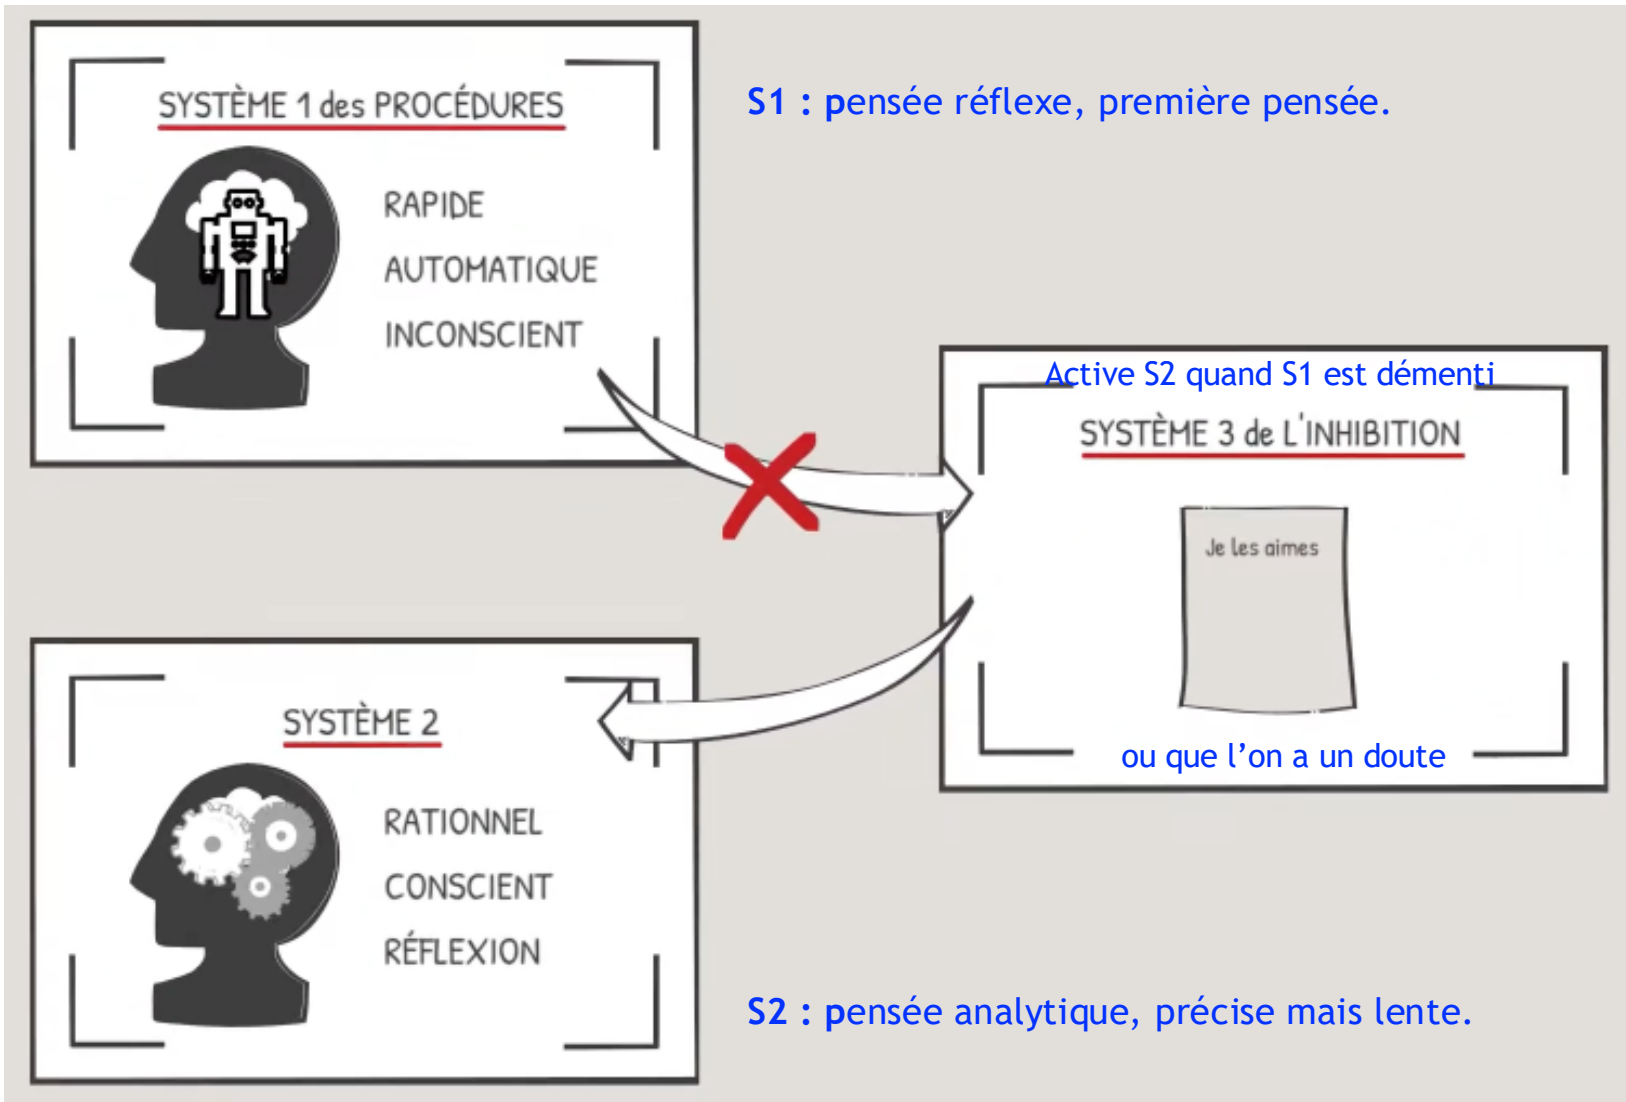 SYSTÈME 1 des PROCÉDURES
RAPIDE
AUTOMATIQUE
INCONSCIENT
S1 : pensée réflexe, première pensée.
Active S2 quand S1 est démenti
SYSTÈME 3 de L'INHIBITION
Je les aimes
ou que l’on a un doute
SYSTÈME 2
RATIONNEL
CONSCIENT
RÉFLEXION
S2 : pensée analytique, précise mais lente.